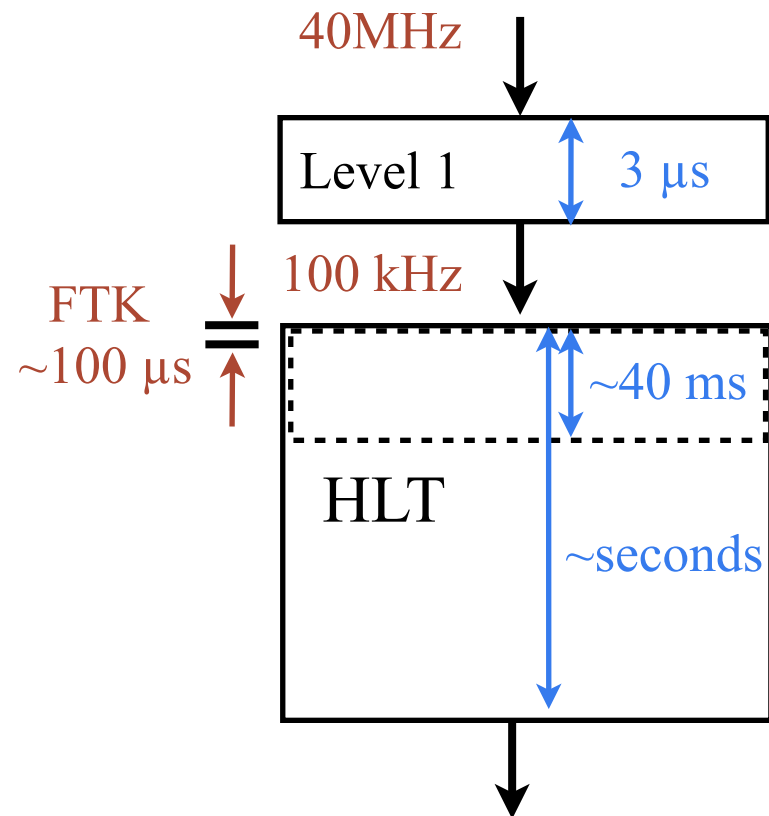 40MHz
Level 1
3 µs
100 kHz
FTK
~100 µs
~40 ms
HLT
~seconds